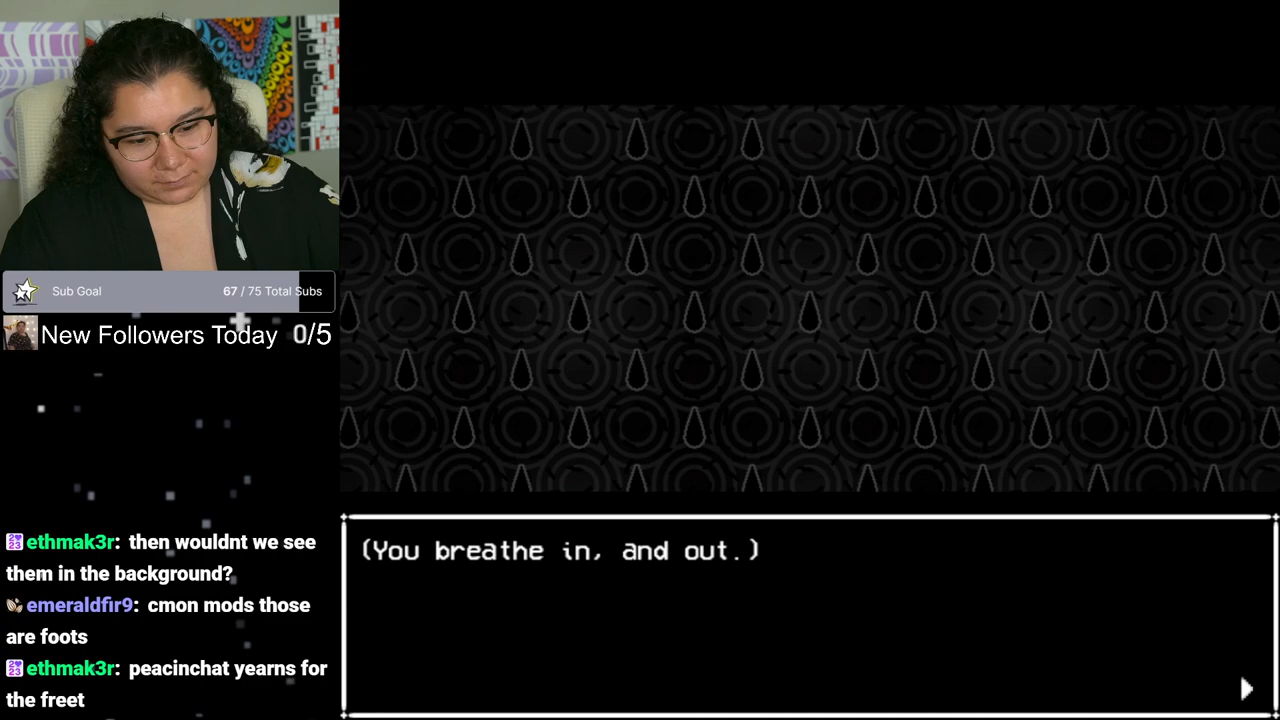 Sub Goal 67 / 75 Total Subs
New Followers Today 0/5
ethmak3r: then wouldnt we see
them in the background?
emeraldfir9: cmon mods those
are foots
ethmak3r: peacinchat yearns for
the freet
(You breathe in, and out.)